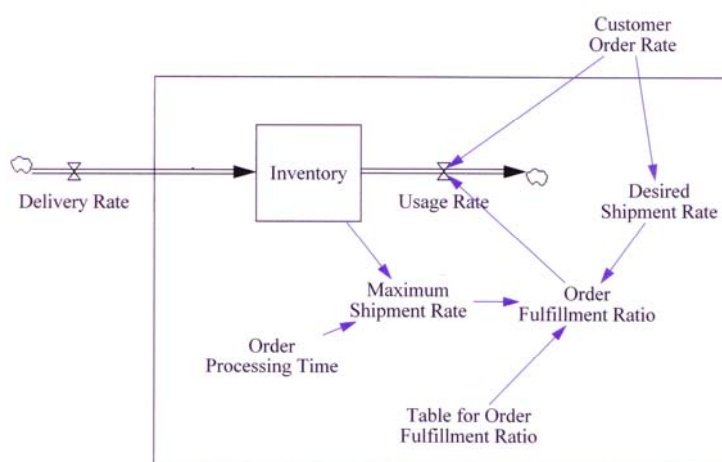 Customer
Order Rate
Inventory
Delivery Rate
Usage Rate
Desired
Shipment Rate
Maximum
Shipment Rate
Order
Fulfillment Ratio
Order
Processing Time
Table for Order
Fulfillment Ratio